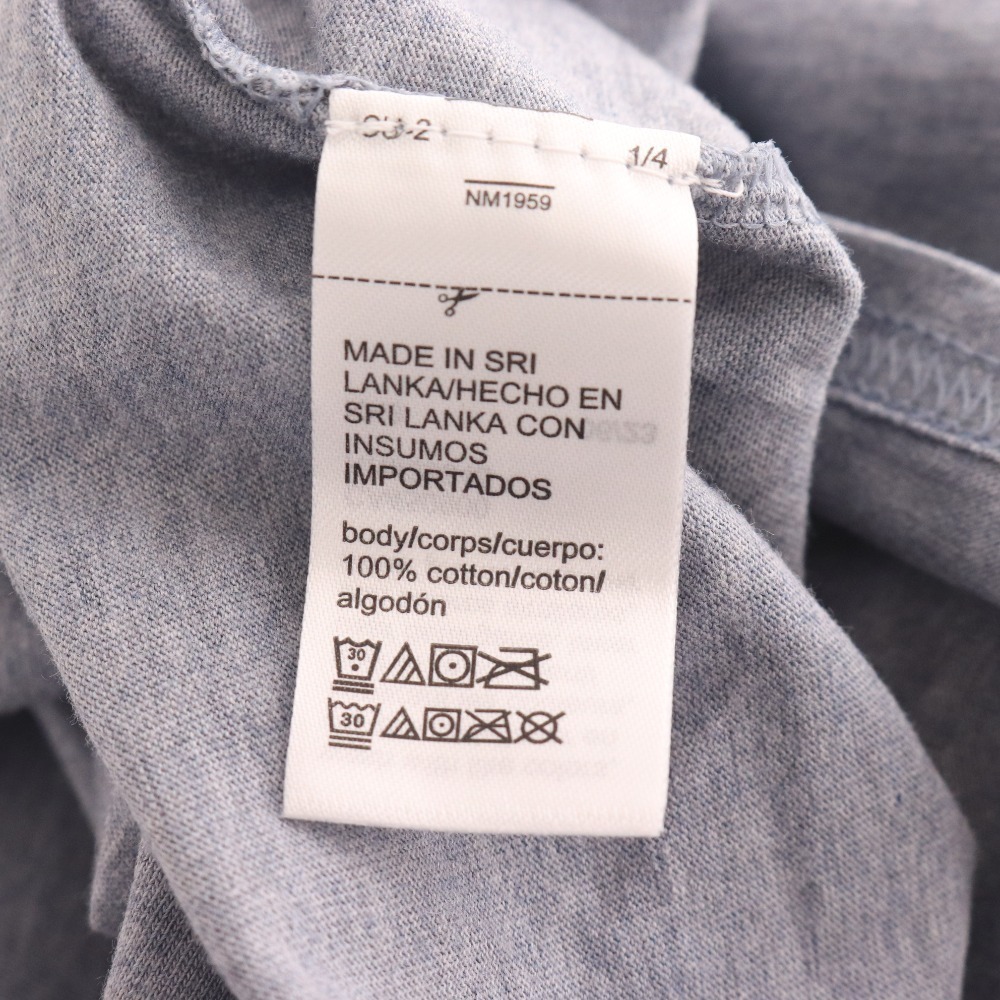 1/4
NM1959
MADE IN SRI
LANKA/HECHO EN
SRI LANKA CON
INSUMOS
IMPORTADOS
body/corps/cuerpo:
100% cotton/coton/
algodón
30
30